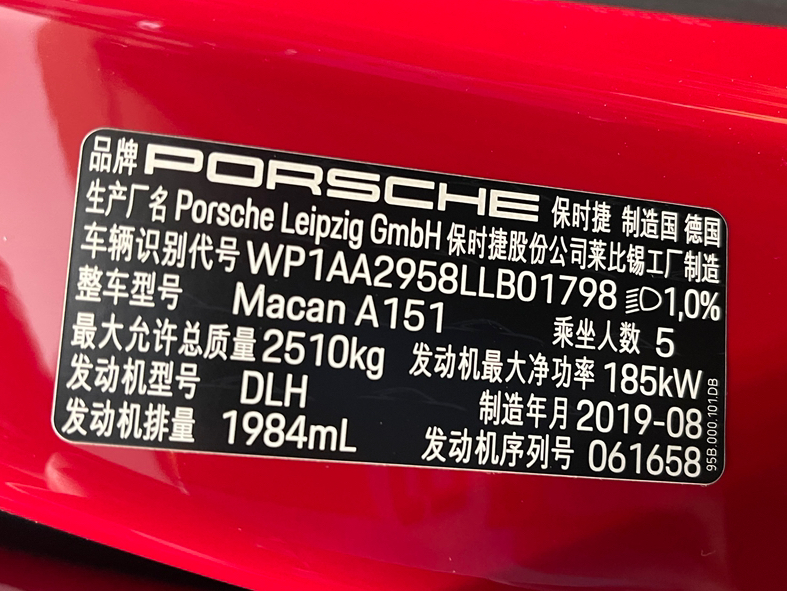 品牌 PORSCHE 保时捷 制造国 德国
生产厂名 Porsche Leipzig GmbH 保时捷股份公司莱比锡工厂制造
车辆识别代号 WP1AA2958LLB01798 1,0%
整车型号 Macan A151 乘坐人数 5
最大允许总质量 2510kg 发动机最大净功率 185kW
发动机型号 DLH 制造年月 2019-08
发动机排量 1984mL 发动机序列号 061658
95B.000.101.DB